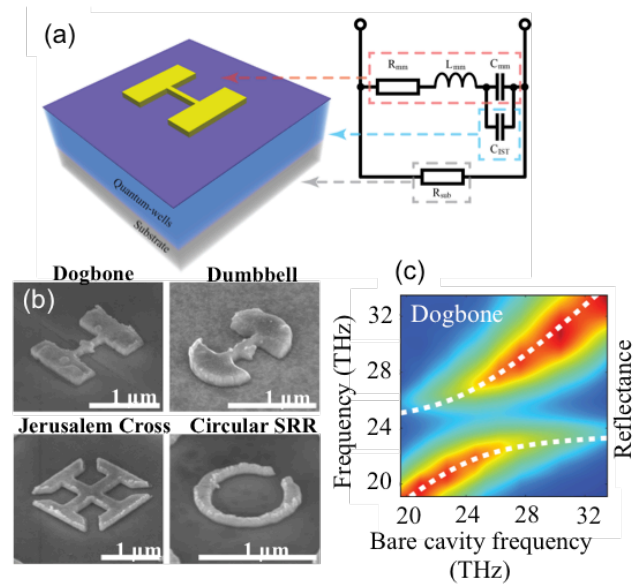 (a)
Rmm
Lmm
Cmm
CIST
Rsub
Quantum-wells
Substrate
(b)
Dogbone
Dumbbell
1 μm
1 μm
Jerusalem Cross
Circular SRR
1 μm
1 μm
(c)
Dogbone
Frequency
(THz)
32
28
24
20
20
24
28
32
Bare cavity frequency
(THz)
Reflectance